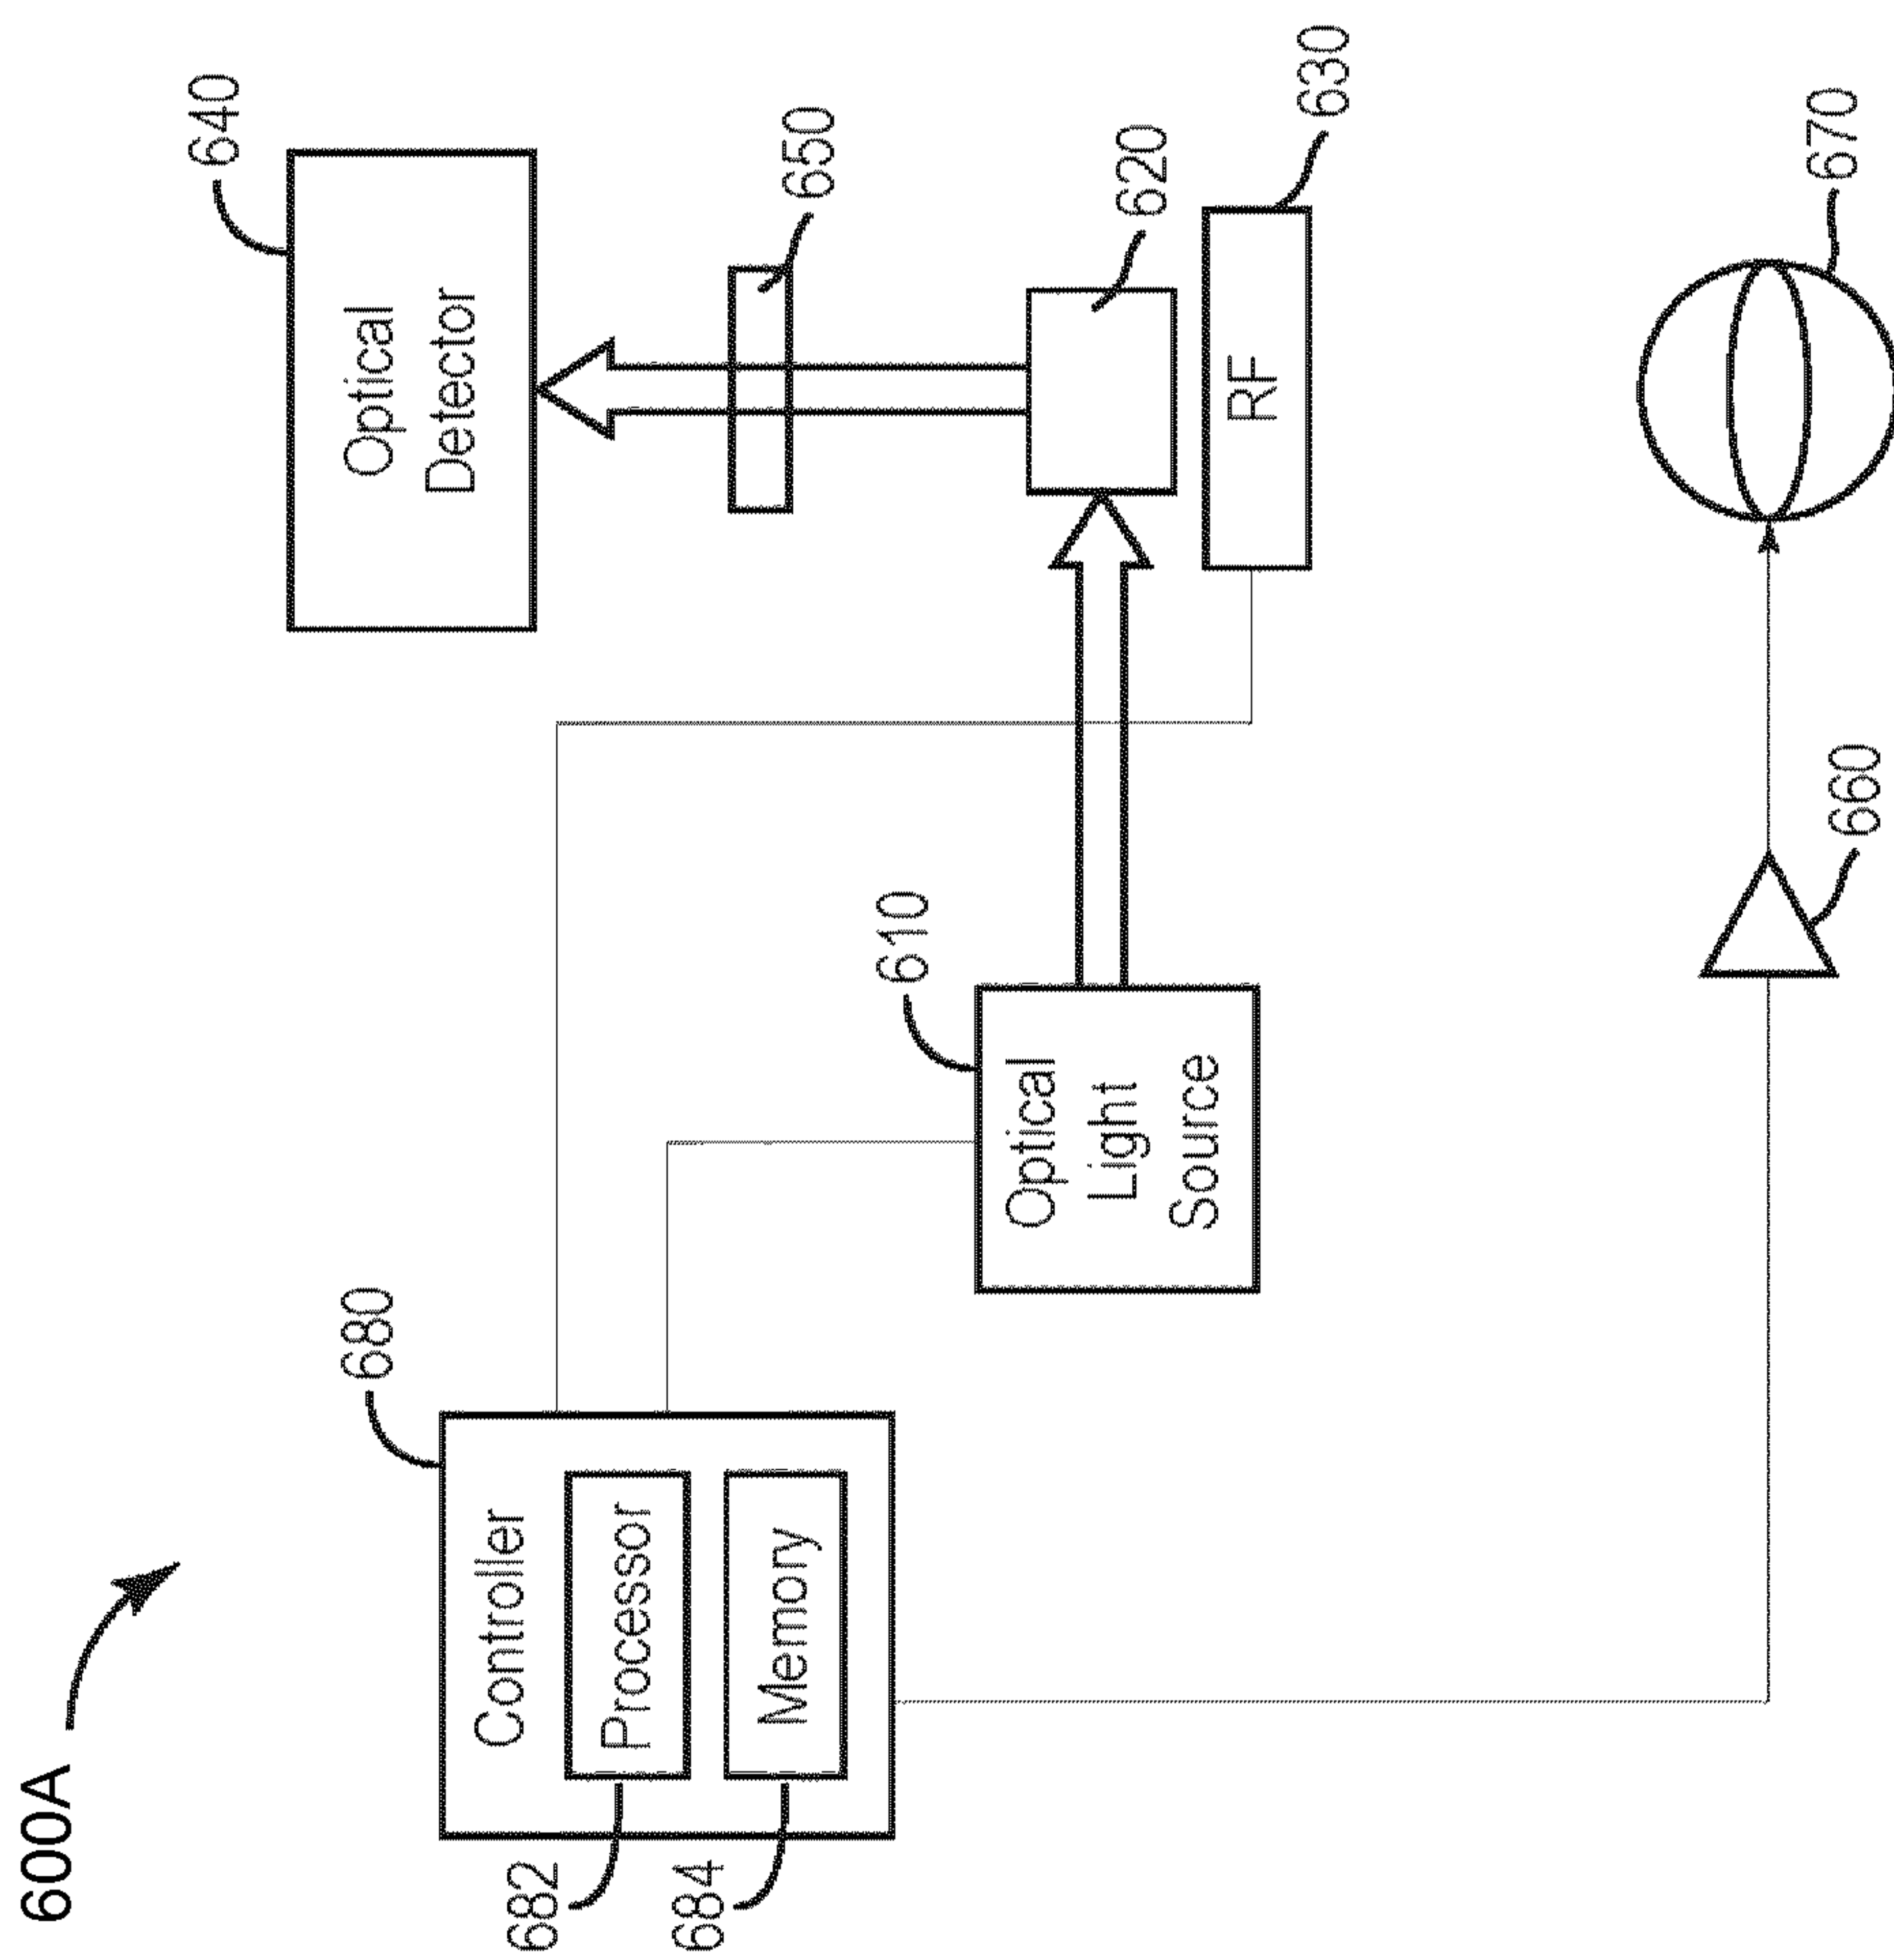 600A
680
Controller
682
Processor
684
Memory
610
Optical
Light
Source
640
Optical
Detector
650
620
RF
630
660
670